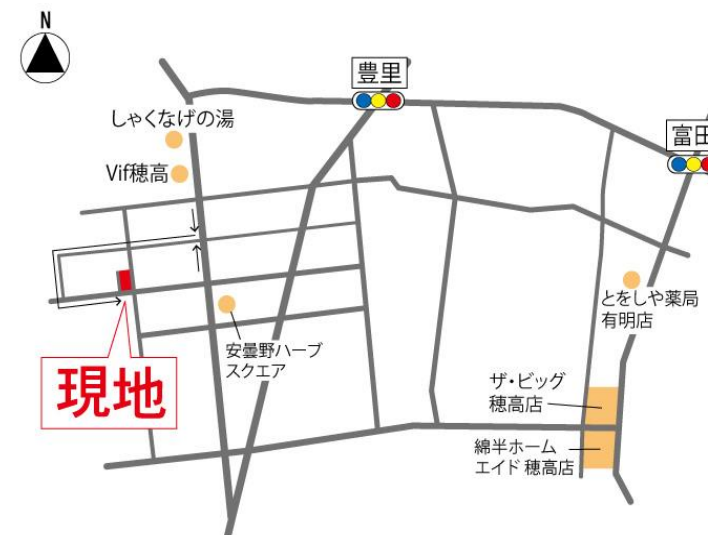 N
豊里
富田
しゃくなげの湯
Vif穂高
とをしや薬局
有明店
安曇野ハーブ
スクエア
現地
ザ・ビッグ
穂高店
綿半ホーム
エイド 穂高店